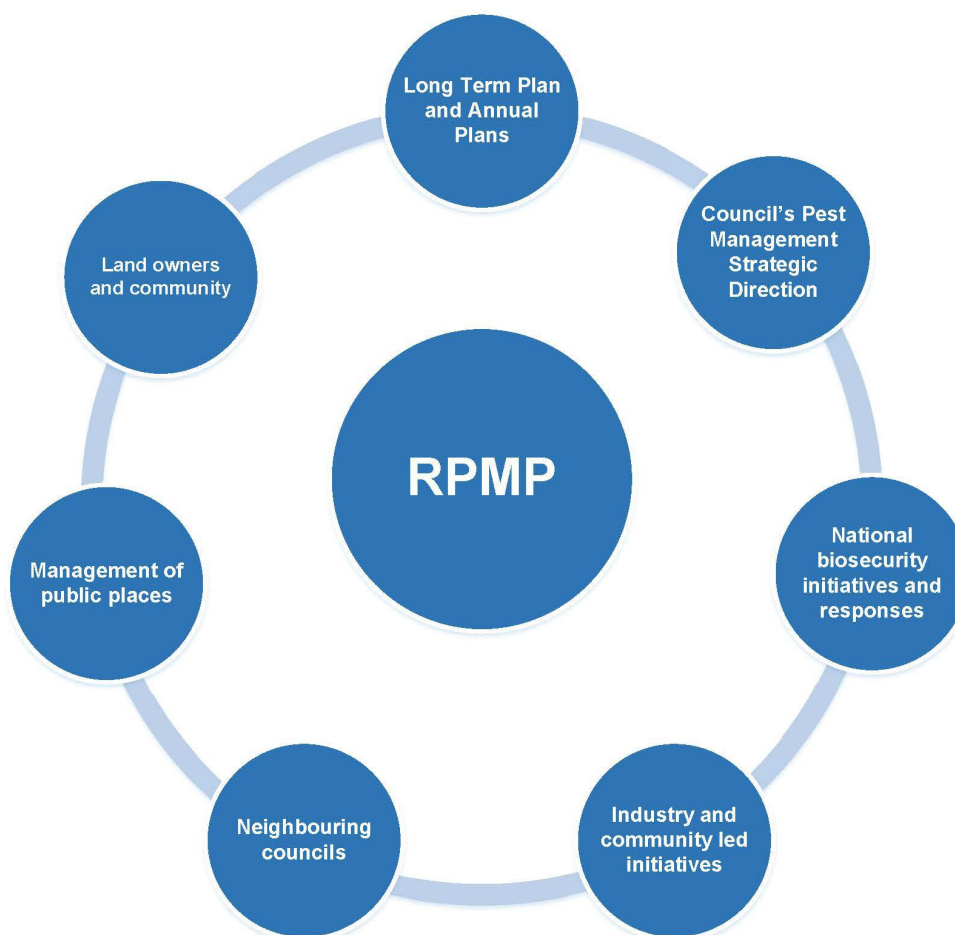 Long Term Plan
and Annual
Plans
Council's Pest
Management
Strategic
Direction
National
biosecurity
initiatives and
responses
Industry and
community led
initiatives
Neighbouring
councils
Management of
public places
Land owners
and community
RPMP